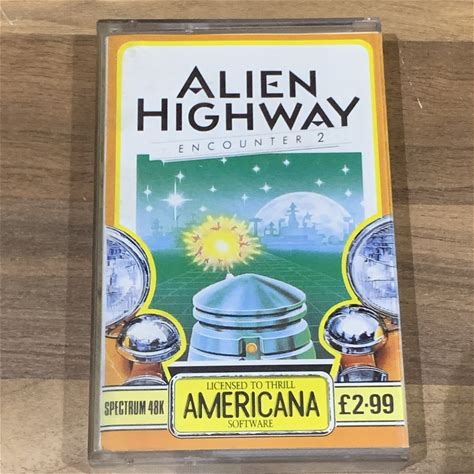 ALIEN
HIGHWAY
ENCOUNTER 2
LICENSED TO THRILL
SPECTRUM 48K
AMERICANA
£2·99
SOFTWARE